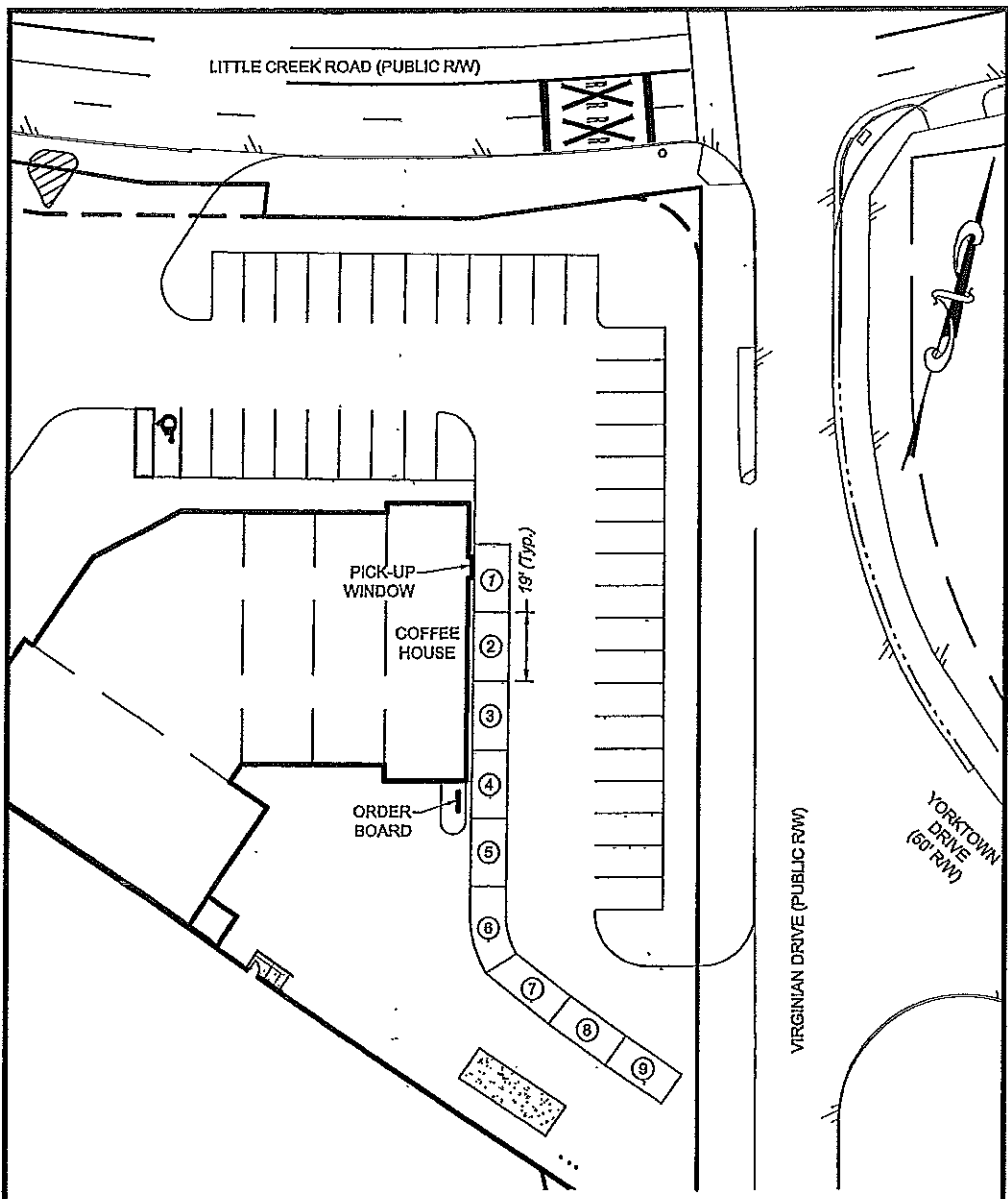 LITTLE CREEK ROAD (PUBLIC R/W)
R R
R R
PICK-UP
WINDOW
COFFEE
HOUSE
19' (Typ.)
1
2
3
4
5
6
7
8
9
ORDER
BOARD
VIRGINIAN DRIVE (PUBLIC R/W)
YORKTOWN
DRIVE
(50' R/W)